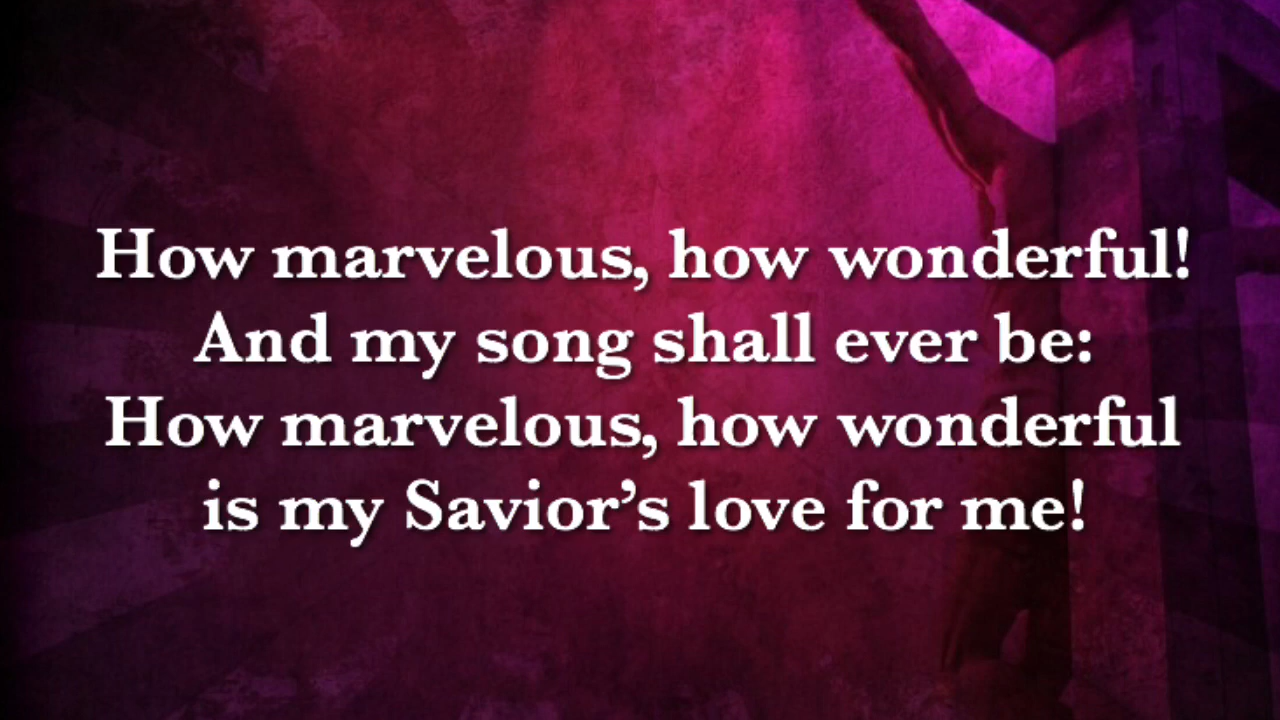 How marvelous, how wonderful!
And my song shall ever be:
How marvelous, how wonderful
is my Savior’s love for me!